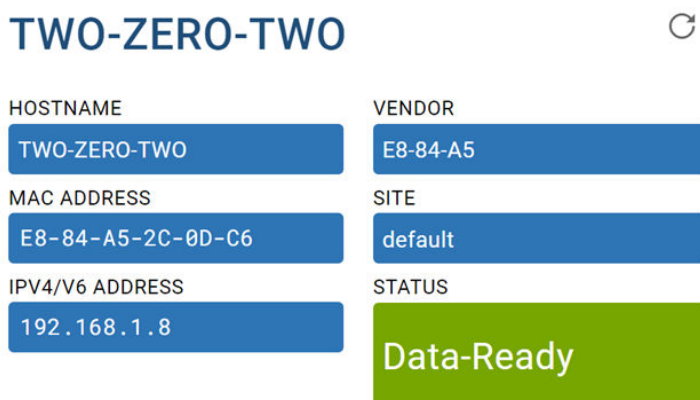 TWO-ZERO-TWO
HOSTNAME
TWO-ZERO-TWO
VENDOR
E8-84-A5
MAC ADDRESS
E8-84-A5-2C-0D-C6
SITE
default
IPV4/V6 ADDRESS
192.168.1.8
STATUS
Data-Ready